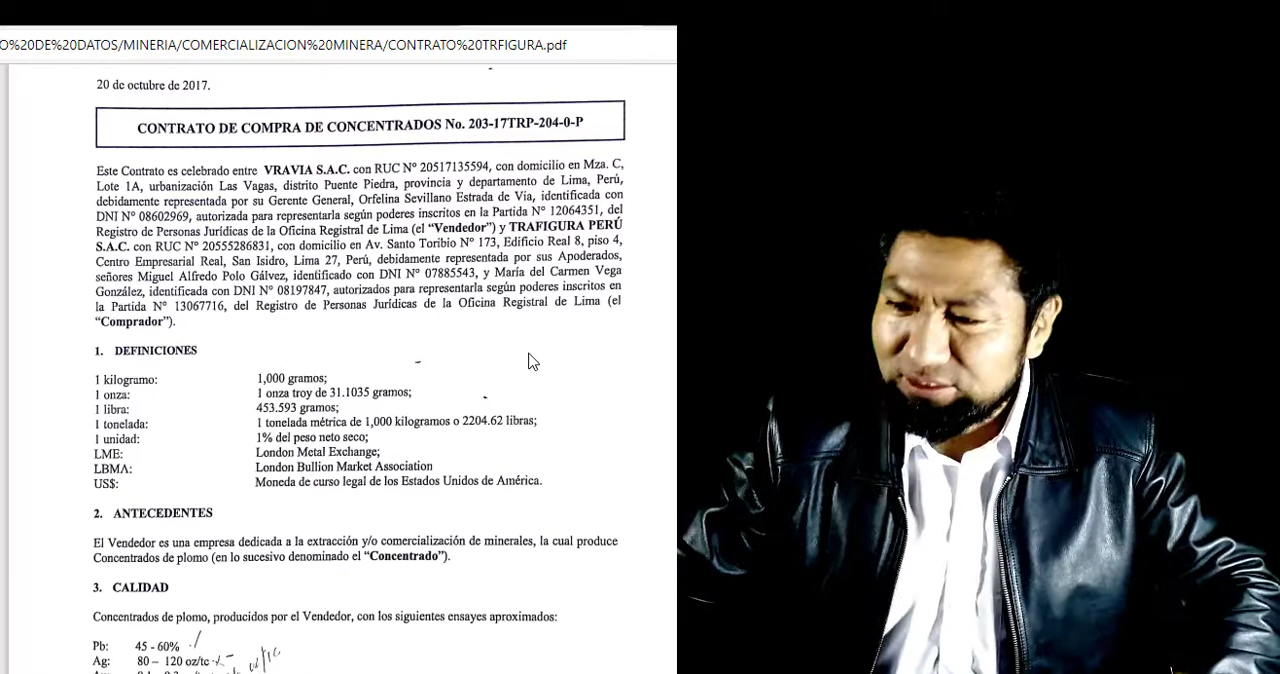 O%20DE%20DATOS/MINERIA/COMERCIALIZACION%20MINERA/CONTRATO%20TRFIGURA.pdf
20 de octubre de 2017.
CONTRATO DE COMPRA DE CONCENTRADOS No. 203-17TRP-204-0-P
Este Contrato es celebrado entre VRAVIA S.A.C. con RUC Nº 20517135594, con domicilio en Mza. C,
Lote 1A, urbanización Las Vagas, distrito Puente Piedra, provincia y departamento de Lima, Perú,
debidamente representada por su Gerente General, Orfelina Sevillano Estrada de Via, identificada con
DNI Nº 08602969, autorizada para representarla según poderes inscritos en la Partida Nº 12064351, del
Registro de Personas Jurídicas de la Oficina Registral de Lima (el “Vendedor”) y TRAFIGURA PERÚ
S.A.C. con RUC Nº 20555286831, con domicilio en Av. Santo Toribio Nº 173, Edificio Real 8, piso 4,
Centro Empresarial Real, San Isidro, Lima 27, Perú, debidamente representada por sus Apoderados,
señores Miguel Alfredo Polo Gálvez, identificado con DNI Nº 07885543, y María del Carmen Vega
González, identificada con DNI Nº 08197847, autorizados para representarla según poderes inscritos en
la Partida Nº 13067716, del Registro de Personas Jurídicas de la Oficina Registral de Lima (el
“Comprador”).
1. DEFINICIONES
1 kilogramo: 1,000 gramos;
1 onza: 1 onza troy de 31.1035 gramos;
1 libra: 453.593 gramos;
1 tonelada: 1 tonelada métrica de 1,000 kilogramos o 2204.62 libras;
1 unidad: 1% del peso neto seco;
LME: London Metal Exchange;
LBMA: London Bullion Market Association
US$: Moneda de curso legal de los Estados Unidos de América.
2. ANTECEDENTES
El Vendedor es una empresa dedicada a la extracción y/o comercialización de minerales, la cual produce
Concentrados de plomo (en lo sucesivo denominado el “Concentrado”).
3. CALIDAD
Concentrados de plomo, producidos por el Vendedor, con los siguientes ensayes aproximados:
Pb: 45 - 60%
Ag: 80 – 120 oz/tc
oz/tc